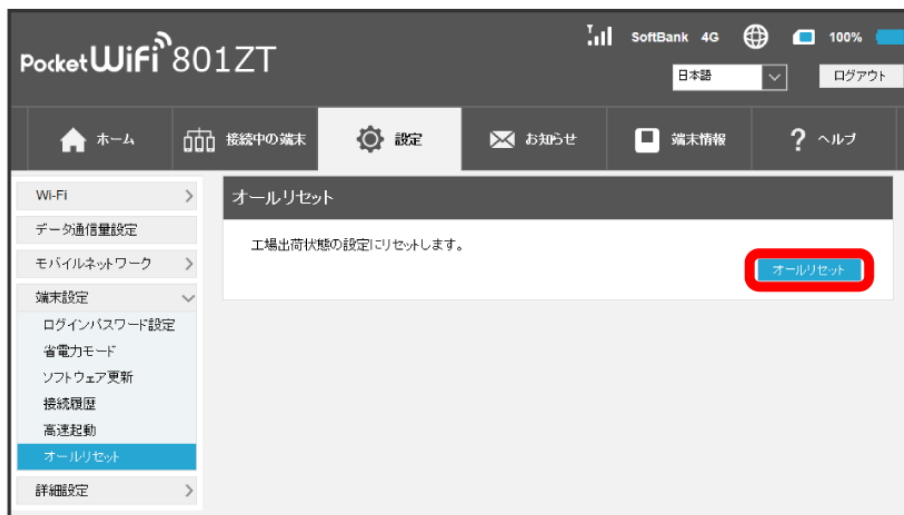 SoftBank 4G 100%
Pocket WiFi 801ZT
日本語 ログアウト
ホーム 接続中の端末 設定 お知らせ 端末情報 ? ヘルプ
Wi-Fi
データ通信量設定
モバイルネットワーク
端末設定
ログインパスワード設定
省電力モード
ソフトウェア更新
接続履歴
高速起動
オールリセット
詳細設定
オールリセット
工場出荷状態の設定にリセットします。
オールリセット